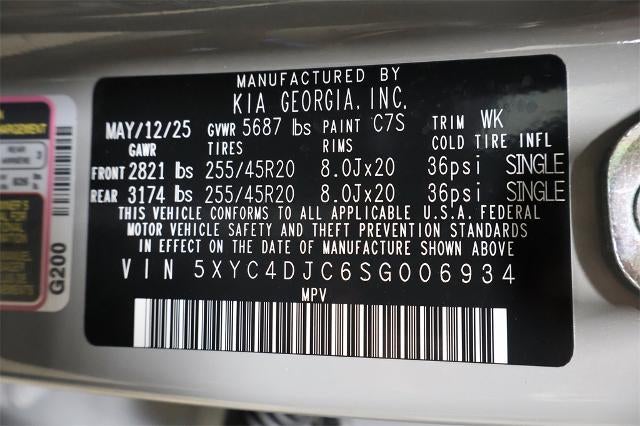 MANUFACTURED BY
KIA GEORGIA, INC.
MAY/12/25 GVWR 5687 lbs PAINT C7S TRIM WK
GAWR TIRES RIMS COLD TIRE INFL
FRONT 2821 lbs 255/45R20 8.0Jx20 36psi SINGLE
REAR 3174 lbs 255/45R20 8.0Jx20 36psi SINGLE
THIS VEHICLE CONFORMS TO ALL APPLICABLE U.S.A. FEDERAL
MOTOR VEHICLE SAFETY AND THEFT PREVENTION STANDARDS
IN EFFECT ON THE DATE OF MANUFACTURE SHOWN ABOVE
VIN 5XYC4DJC6SG006934
MPV
G200